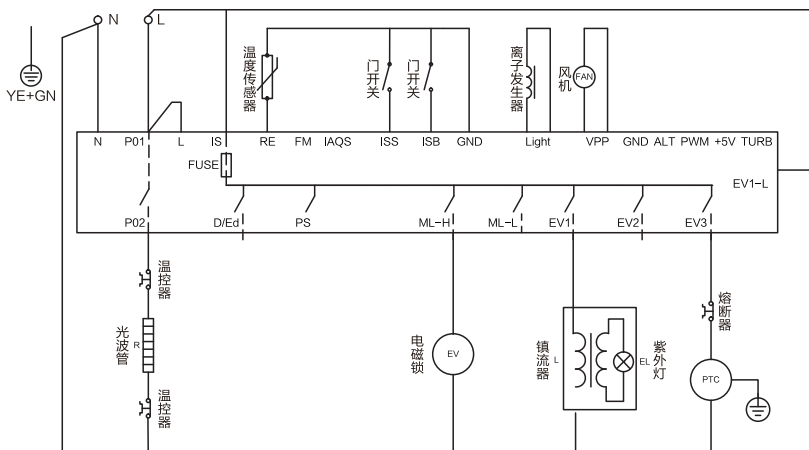 N
L
YE+GN
温度传感器
门开关
门开关
离子发生器
风机
FAN
N P01 L IS RE FM IAQS ISS ISB GND Light VPP GND ALT PWM +5V TURB
FUSE
EV1-L
P02 D/Ed PS ML-H ML-L EV1 EV2 EV3
温控器
光波管
R
温控器
电磁锁
EV
镇流器
L
EL
紫外灯
熔断器
PTC